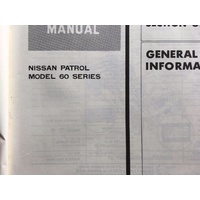 MANUAL
NISSAN PATROL
MODEL 60 SERIES
GENERAL
INFORMA